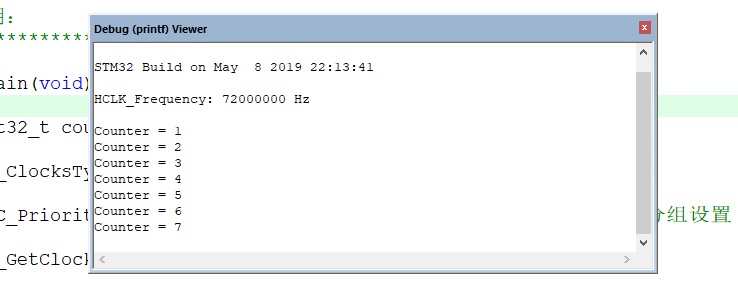 Debug (printf) Viewer
STM32 Build on May  8 2019 22:13:41
HCLK_Frequency: 72000000 Hz
Counter = 1
Counter = 2
Counter = 3
Counter = 4
Counter = 5
Counter = 6
Counter = 7
ain(void)
t32_t cou
_ClocksTy
C_Priorit
分组设置
_GetClock